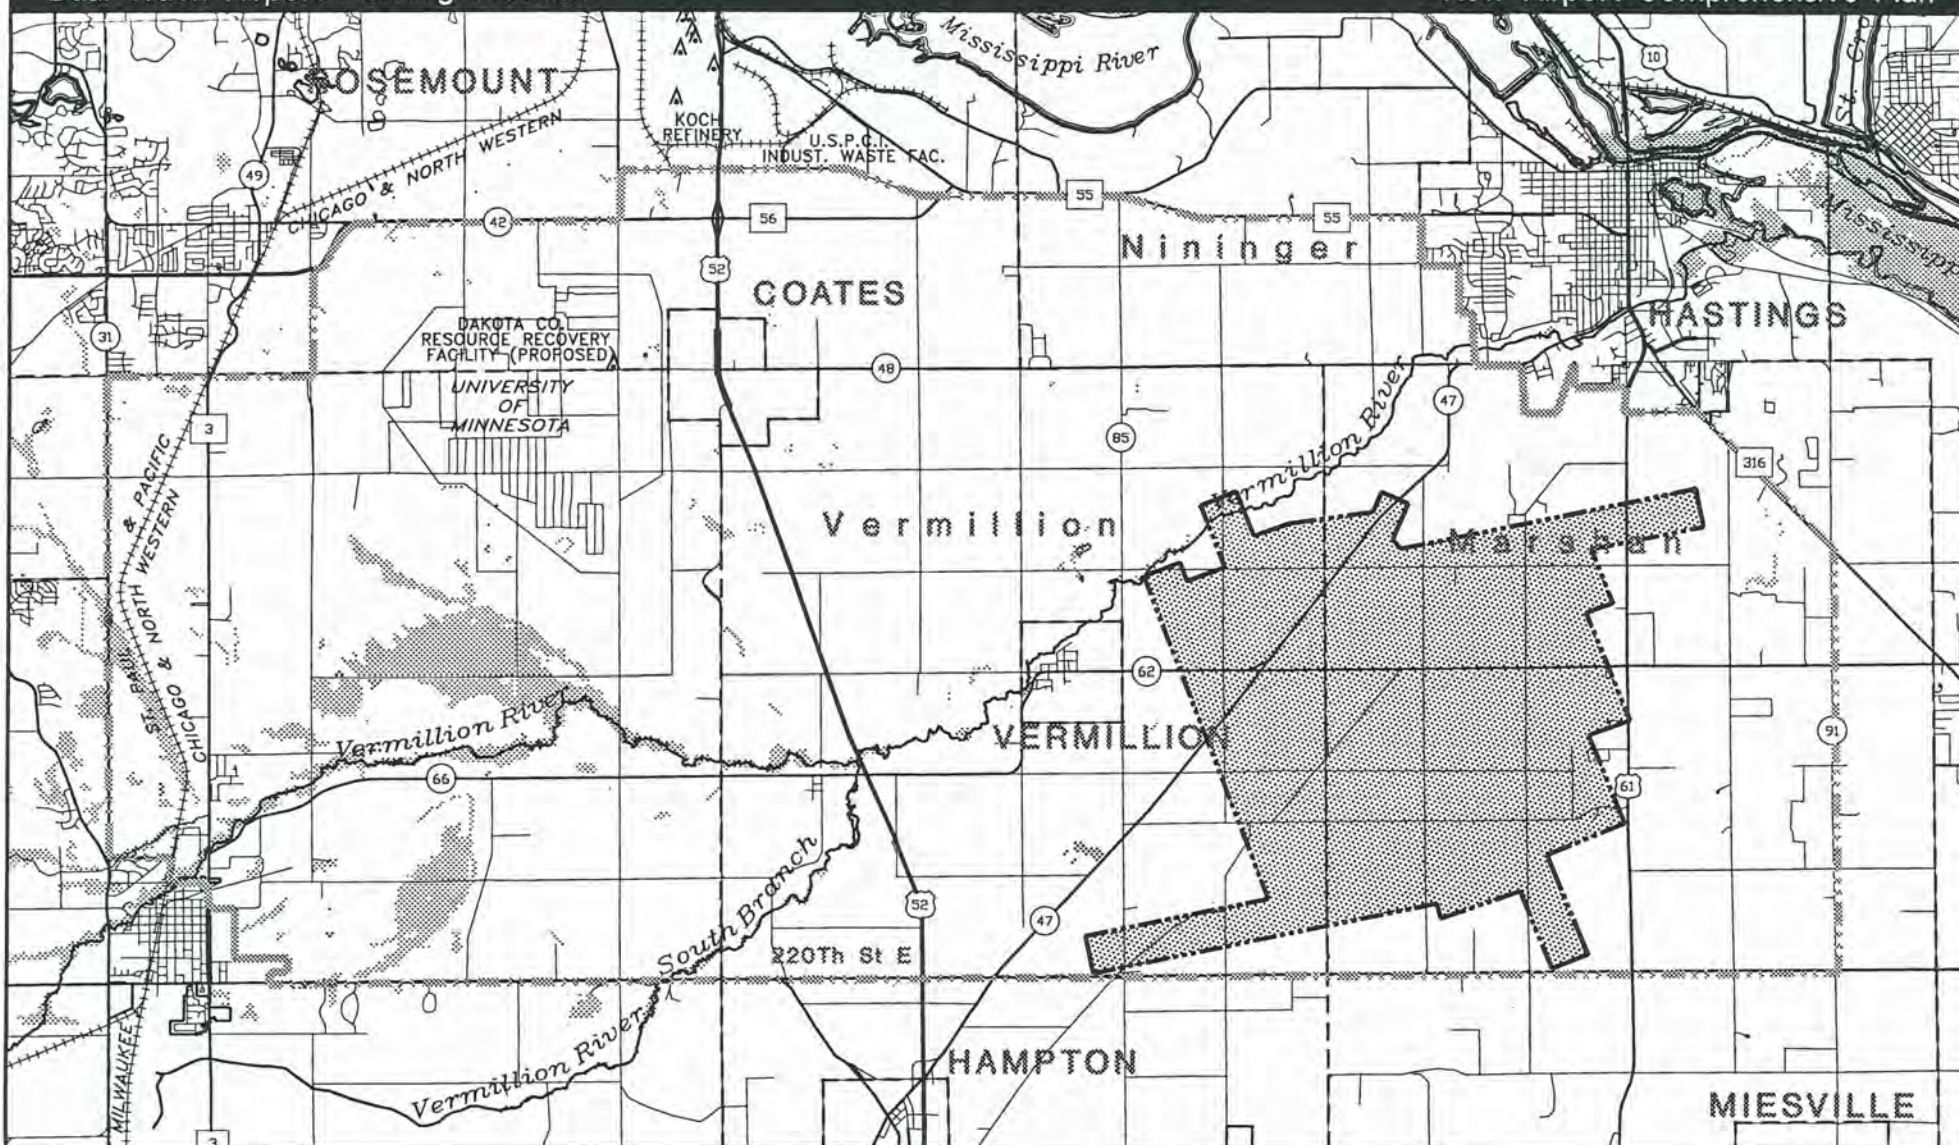 Mississippi River
10
St. Cro
ROSEMOUNT
KOCH
REFINERY
U.S.P.C.I.
INDUST. WASTE FAC.
CHICAGO & NORTH WESTERN
49
42
56
55
55
Mississippi
Nininger
52
COATES
HASTINGS
31
DAKOTA CO.
RESOURCE RECOVERY
FACILITY (PROPOSED)
48
UNIVERSITY
OF
MINNESOTA
47
3
85
Vermillion River
316
ST. PAUL & PACIFIC
CHICAGO & NORTH WESTERN
Vermillion
Marshan
62
Vermillion River
VERMILLION
91
66
61
South Branch
52
47
220Th St E
MILWAUKEE
Vermillion River
HAMPTON
MIESVILLE
3